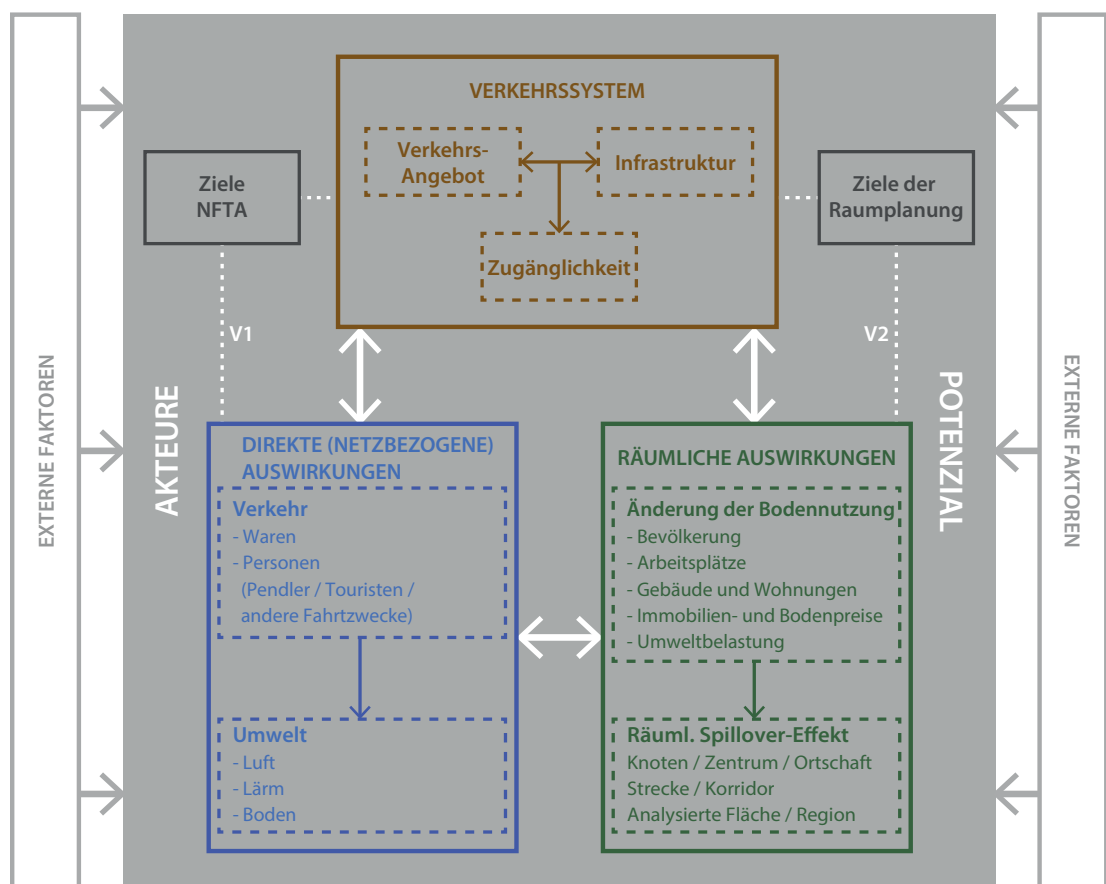 EXTERNE FAKTOREN
AKTEURE
VERKEHRSSYSTEM
Verkehrs-
Angebot
Infrastruktur
Zugänglichkeit
Ziele
NFTA
Ziele der
Raumplanung
V1
V2
DIREKTE (NETZBEZOGENE)
AUSWIRKUNGEN
Verkehr
- Waren
- Personen
(Pendler / Touristen /
andere Fahrtzwecke)
Umwelt
- Luft
- Lärm
- Boden
RÄUMLICHE AUSWIRKUNGEN
Änderung der Bodennutzung
- Bevölkerung
- Arbeitsplätze
- Gebäude und Wohnungen
- Immobilien- und Bodenpreise
- Umweltbelastung
Räuml. Spillover-Effekt
Knoten / Zentrum / Ortschaft
Strecke / Korridor
Analysierte Fläche / Region
POTENZIAL
EXTERNE FAKTOREN